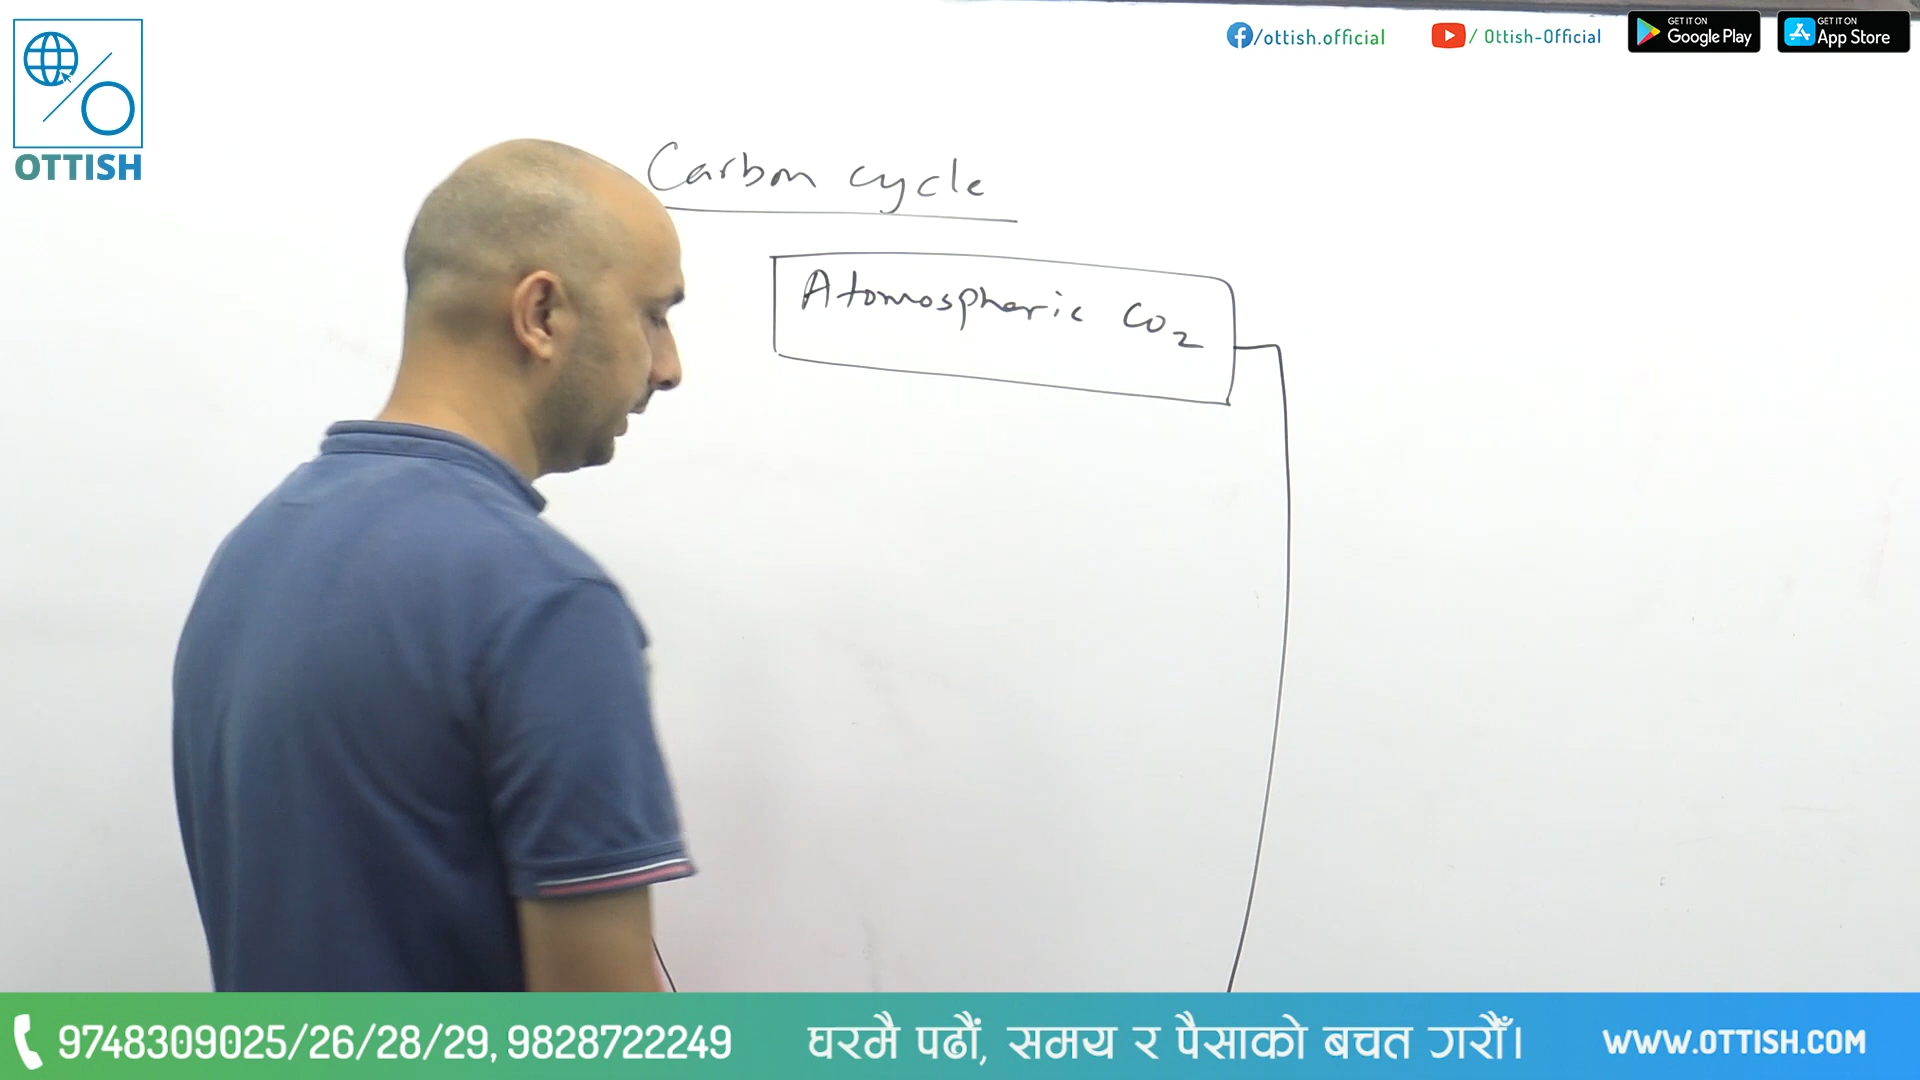 /ottish.official
/ Ottish-Official
GET IT ON
Google Play
GET IT ON
App Store
OTTISH
Carbon cycle
Atomospheric CO2
9748309025/26/28/29, 9828722249
घरमै पढौं, समय र पैसाको बचत गरौँ।
WWW.OTTISH.COM